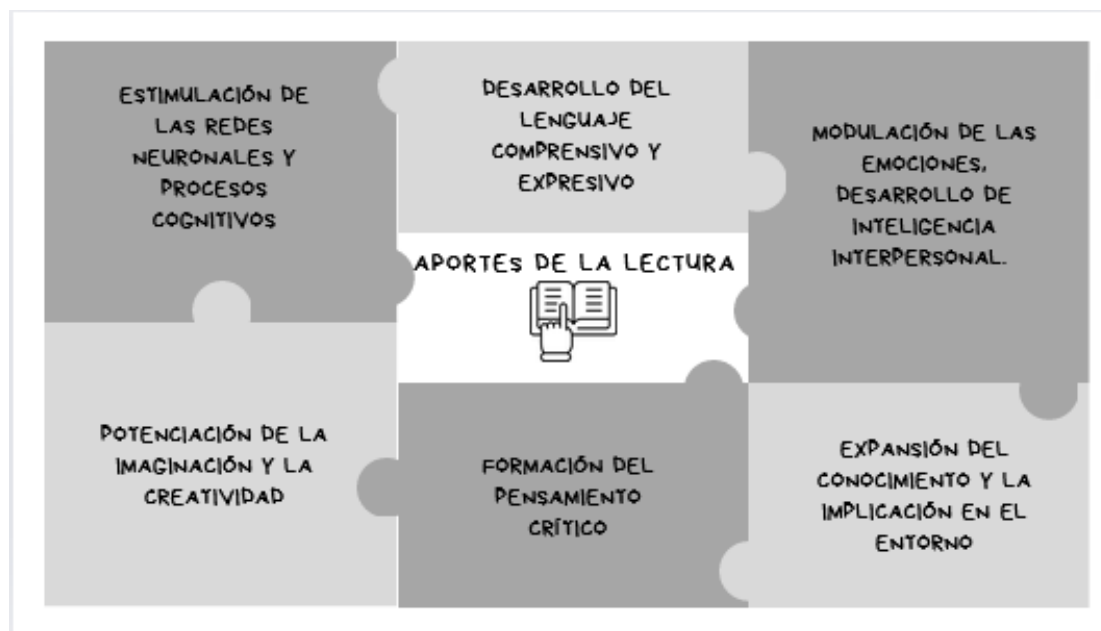 ESTIMULACIÓN DE
LAS REDES
NEURONALES Y
PROCESOS
COGNITIVOS
DESARROLLO DEL
LENGUAJE
COMPRENSIVO Y
EXPRESIVO
MODULACIÓN DE LAS
EMOCIONES,
DESARROLLO DE
INTELIGENCIA
INTERPERSONAL.
APORTES DE LA LECTURA
POTENCIACIÓN DE LA
IMAGINACIÓN Y LA
CREATIVIDAD
FORMACIÓN DEL
PENSAMIENTO
CRÍTICO
EXPANSIÓN DEL
CONOCIMIENTO Y LA
IMPLICACIÓN EN EL
ENTORNO